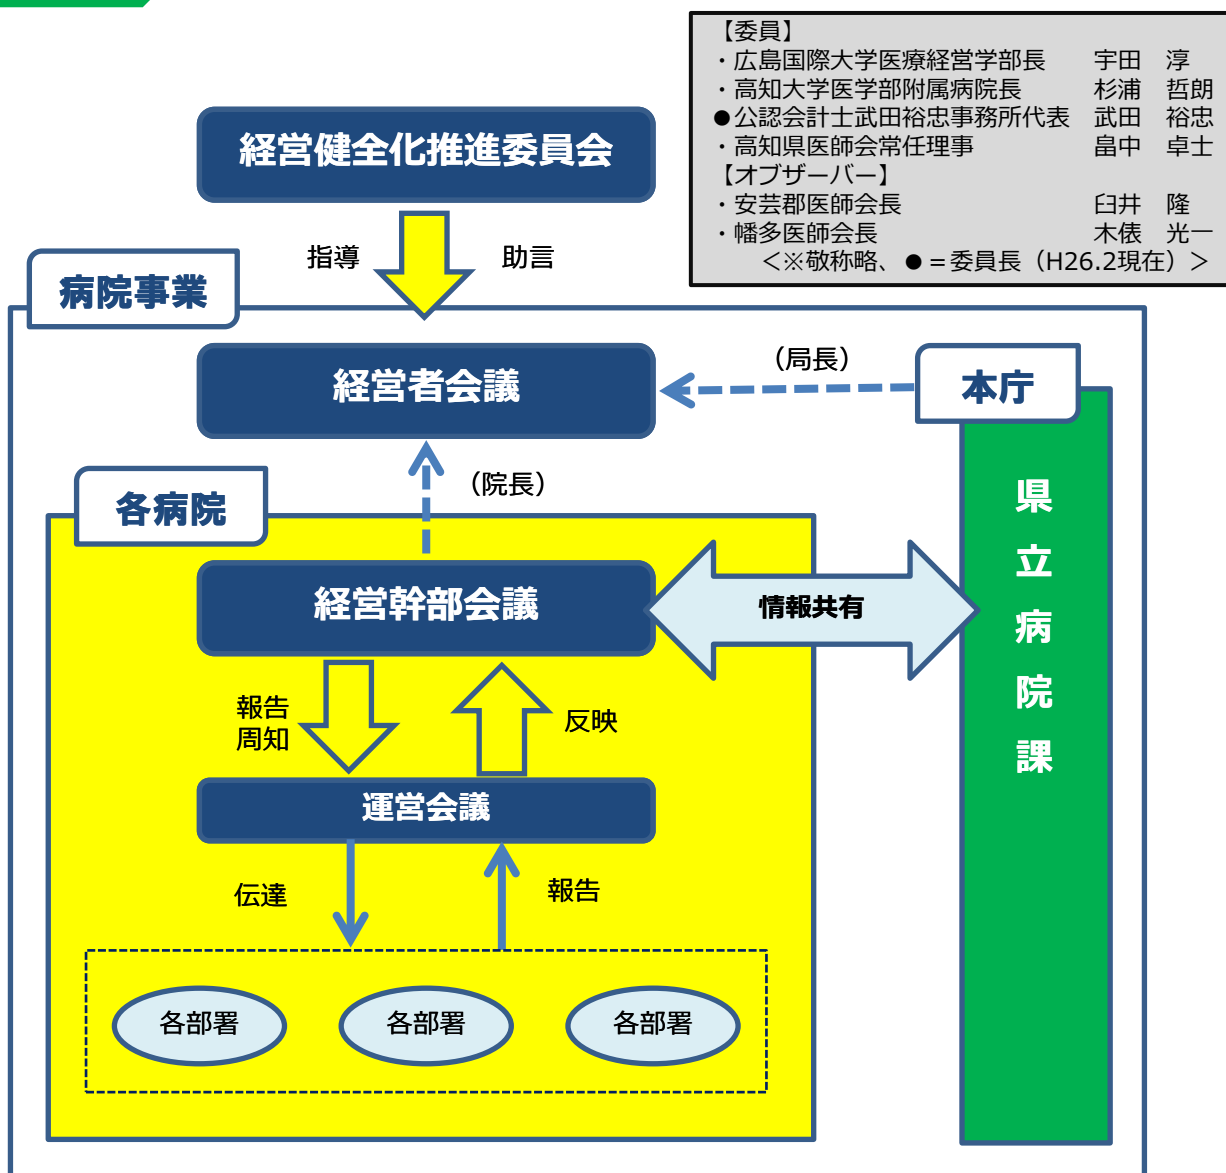 【委員】
・広島国際大学医療経営学部長　宇田　淳
・高知大学医学部附属病院長　杉浦　哲朗
●公認会計士武田裕忠事務所代表　武田　裕忠
・高知県医師会常任理事　畠中　卓士
【オブザーバー】
・安芸郡医師会長　臼井　隆
・幡多医師会長　木俵　光一
＜※敬称略、●＝委員長（H26.2現在）＞
経営健全化推進委員会
指導　助言
病院事業
経営者会議
（局長）
本庁
（院長）
各病院
県立病院課
経営幹部会議
情報共有
報告
周知
反映
運営会議
伝達
報告
各部署
各部署
各部署